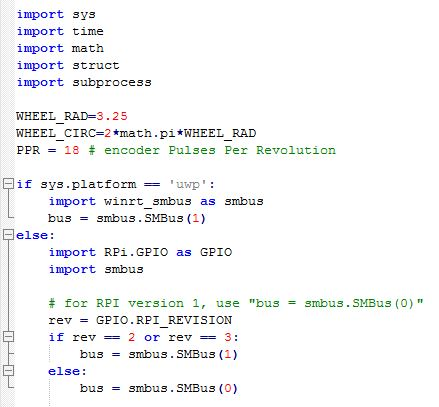 import sys
import time
import math
import struct
import subprocess

WHEEL_RAD=3.25
WHEEL_CIRC=2*math.pi*WHEEL_RAD
PPR = 18 # encoder Pulses Per Revolution

if sys.platform == 'uwp':
    import winrt_smbus as smbus
    bus = smbus.SMBus(1)
else:
    import RPi.GPIO as GPIO
    import smbus

    # for RPI version 1, use "bus = smbus.SMBus(0)"
    rev = GPIO.RPI_REVISION
    if rev == 2 or rev == 3:
        bus = smbus.SMBus(1)
    else:
        bus = smbus.SMBus(0)